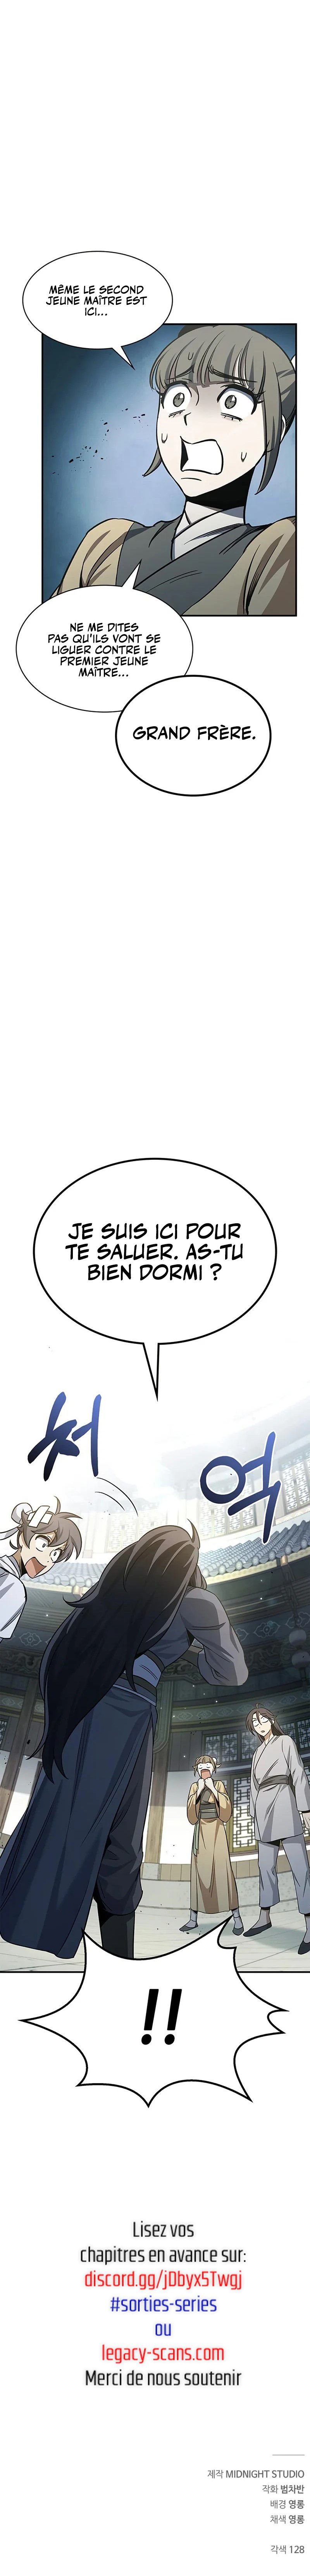 MÊME LE SECOND
JEUNE MAÎTRE EST
ICI...
NE ME DITES
PAS QU'ILS VONT SE
LIGUER CONTRE LE
PREMIER JEUNE
MAÎTRE...
GRAND FRÈRE.
JE SUIS ICI POUR
TE SALUER. AS-TU
BIEN DORMI ?
척
억
!!
Lisez vos
chapitres en avance sur:
discord.gg/jDbyx5Twgj
#sorties-series
ou
legacy-scans.com
Merci de nous soutenir
제작 MIDNIGHT STUDIO
작화 범차반
배경 영롱
채색 영롱
각색 128